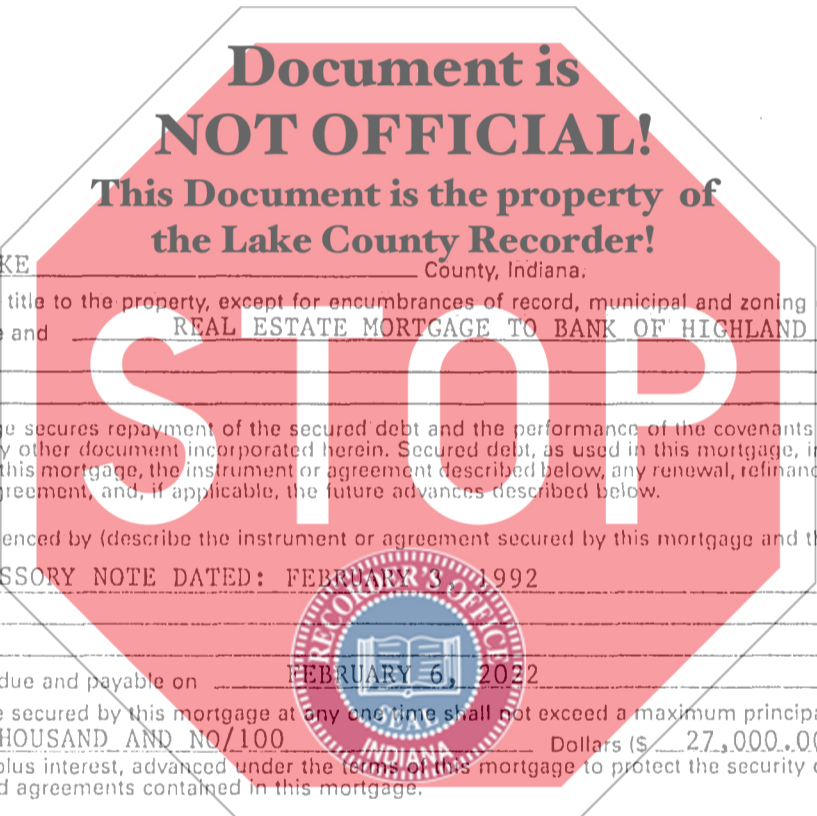 Document is
NOT OFFICIAL!
This Document is the property of
the Lake County Recorder!
KE County, Indiana.
title to the property, except for encumbrances of record, municipal and zoning
and REAL ESTATE MORTGAGE TO BANK OF HIGHLAND
STOP
e secures repayment of the secured debt and the performance of the covenants
y other document incorporated herein. Secured debt, as used in this mortgage, in
this mortgage, the instrument or agreement described below, any renewal, refinanc
greement, and, if applicable, the future advances described below.
enced by (describe the instrument or agreement secured by this mortgage and th
SSORY NOTE DATED: FEBRUARY 3, 1992
RECORDER'S OFFICE
STATE
INDIANA
due and payable on FEBRUARY 6, 2022
e secured by this mortgage at any one time shall not exceed a maximum principa
HOUSAND AND NO/100 Dollars ($ 27,000.00
plus interest, advanced under the terms of this mortgage to protect the security o
d agreements contained in this mortgage.